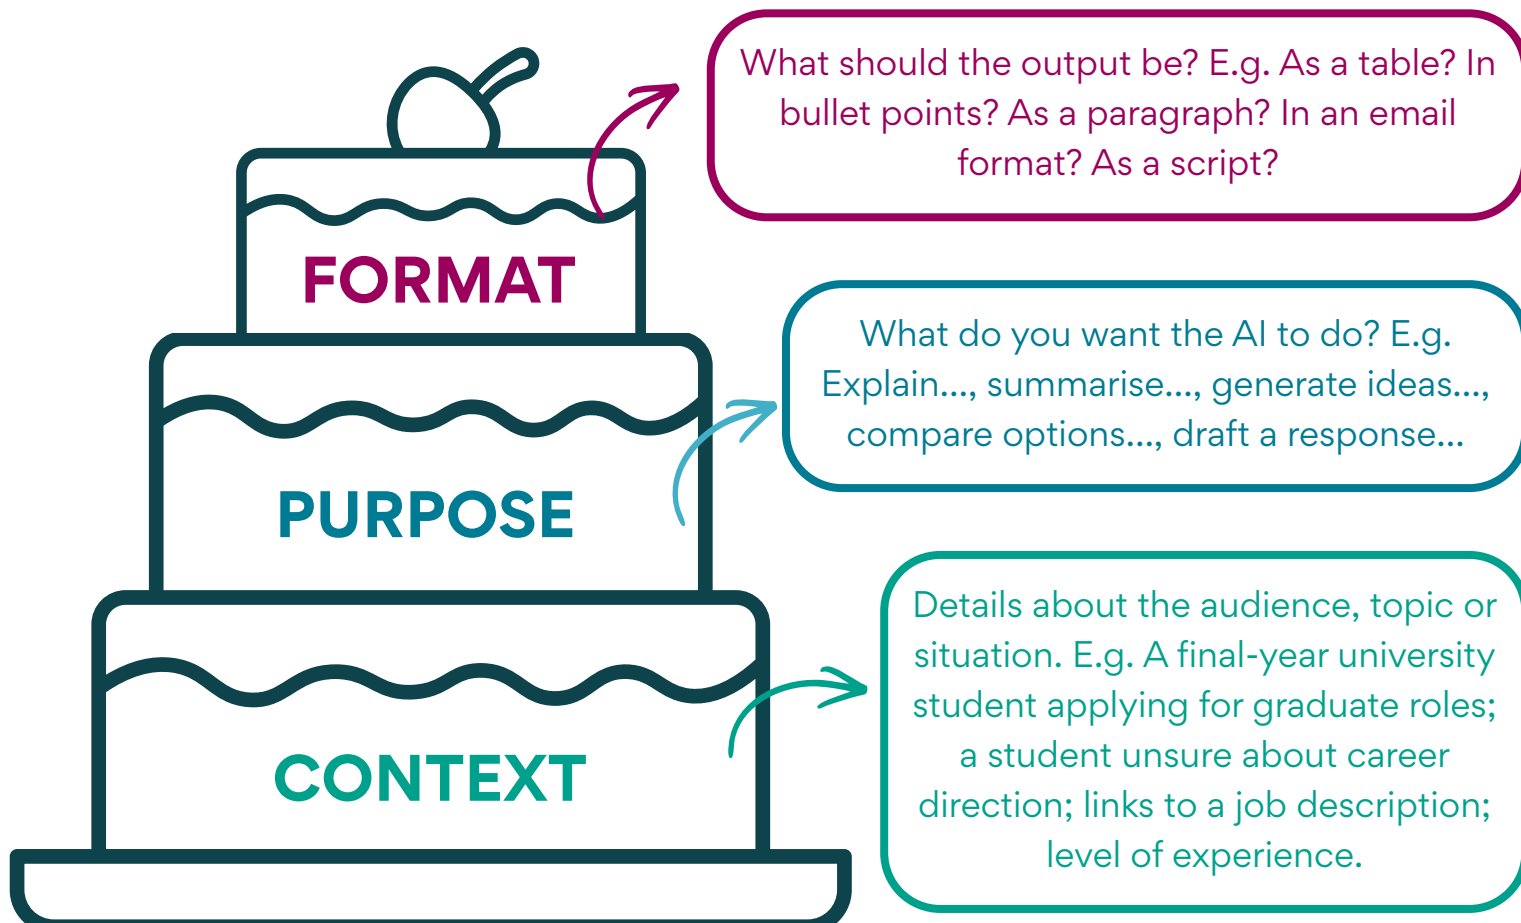 What should the output be? E.g. As a table? In
bullet points? As a paragraph? In an email
format? As a script?
FORMAT
What do you want the AI to do? E.g.
Explain..., summarise..., generate ideas...,
compare options..., draft a response...
PURPOSE
Details about the audience, topic or
situation. E.g. A final-year university
student applying for graduate roles;
a student unsure about career
direction; links to a job description;
level of experience.
CONTEXT